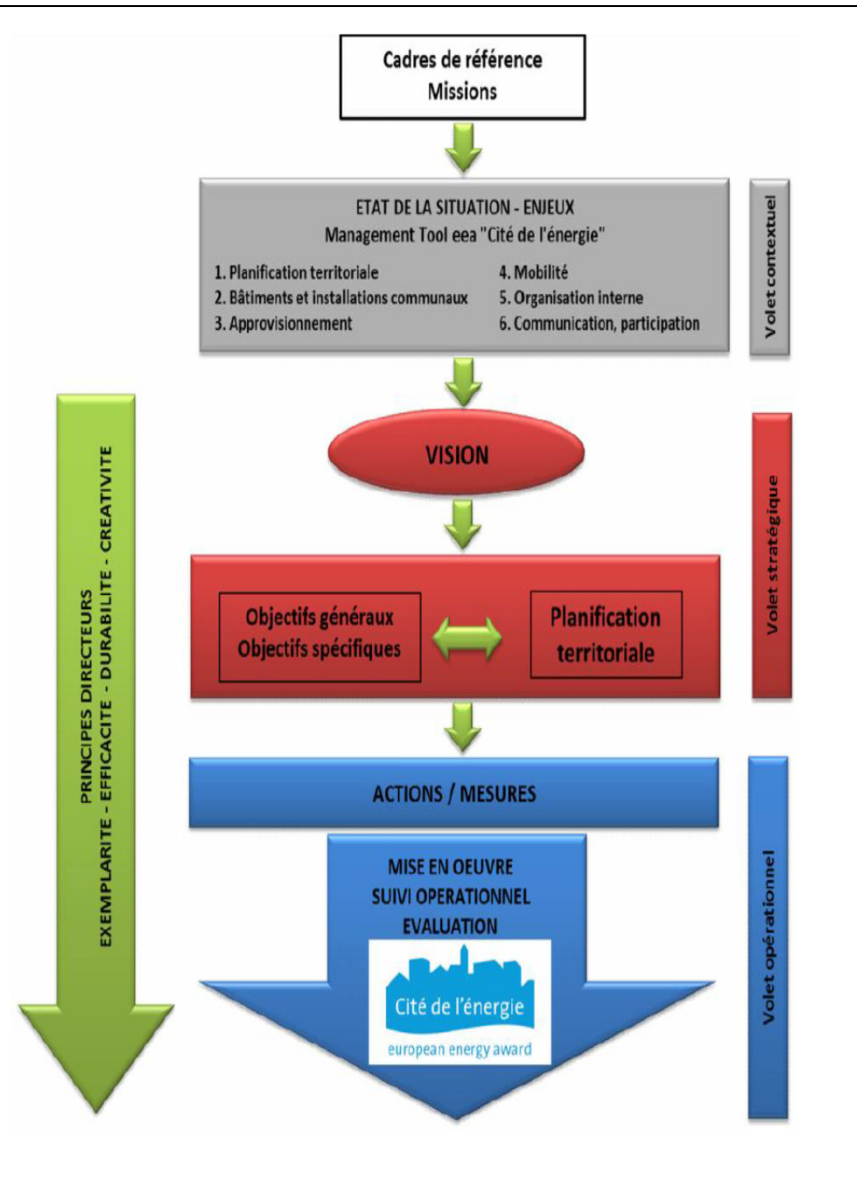 Cadres de référence
Missions
ETAT DE LA SITUATION - ENJEUX
Management Tool eea "Cité de l'énergie"
1. Planification territoriale
2. Bâtiments et installations communaux
3. Approvisionnement
4. Mobilité
5. Organisation interne
6. Communication, participation
Volet contextuel
VISION
Objectifs généraux
Objectifs spécifiques
Planification
territoriale
Volet stratégique
PRINCIPES DIRECTEURS
EXEMPLARITE - EFFICACITE - DURABILITE - CREATIVITE
ACTIONS / MESURES
MISE EN OEUVRE
SUIVI OPERATIONNEL
EVALUATION
Cité de l'énergie
european energy award
Volet opérationnel